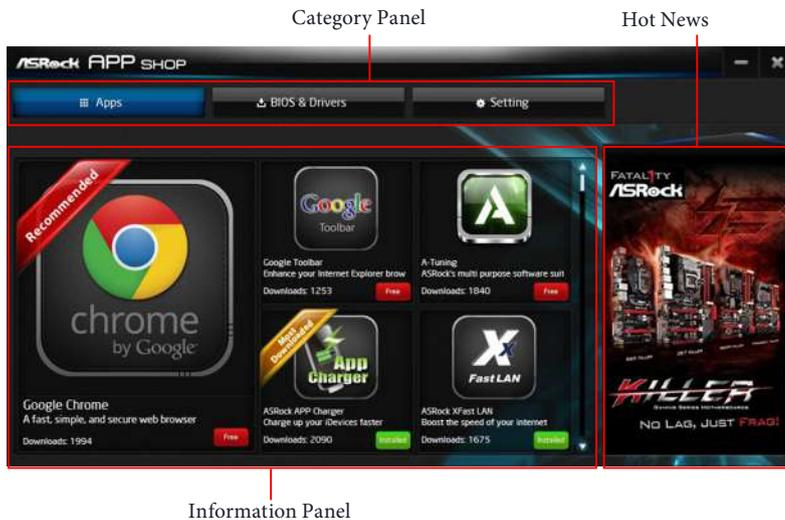 Category Panel
Hot News
ASRock APP SHOP
Apps
BIOS & Drivers
Setting
Recommended
chrome
by Google
Google Chrome
A fast, simple, and secure web browser
Downloads: 1994
Free
Google
Toolbar
Google Toolbar
Enhance your Internet Explorer brow
Downloads: 1253
Free
A-Tuning
ASRock's multi purpose software suit
Downloads: 1840
Free
Most
Downloaded
App
Charger
ASRock APP Charger
Charge up your iDevices faster
Downloads: 2090
Installed
X
Fast LAN
ASRock XFast LAN
Boost the speed of your internet
Downloads: 1675
Installed
FATAL1TY
ASRock
KILLER
GAMING SERIES MOTHERBOARDS
NO LAG, JUST FRAG!
Information Panel